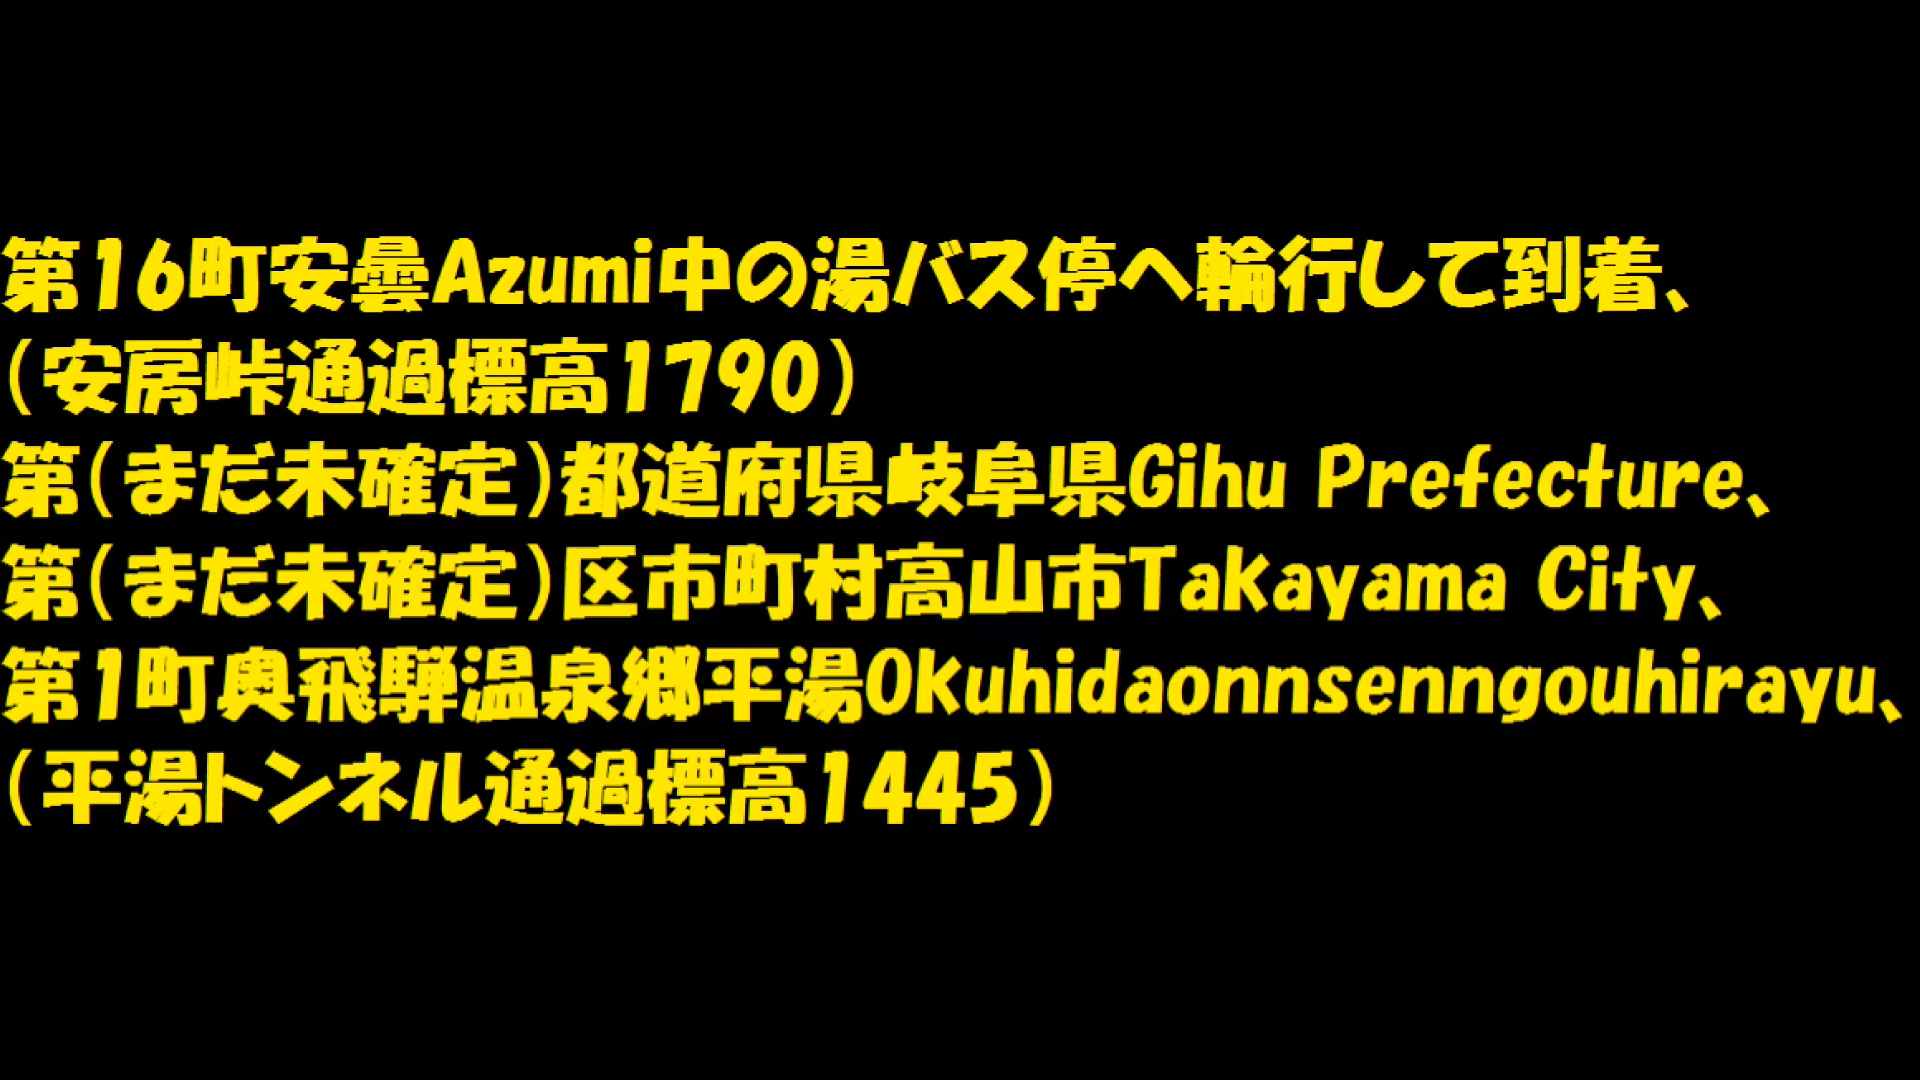 第16町安曇Azumi中の湯バス停へ輪行して到着、
（安房峠通過標高1790）
第（まだ未確定）都道府県岐阜県Gihu Prefecture、
第（まだ未確定）区市町村高山市Takayama City、
第1町奥飛騨温泉郷平湯Okuhidaonnsenngouhirayu、
（平湯トンネル通過標高1445）